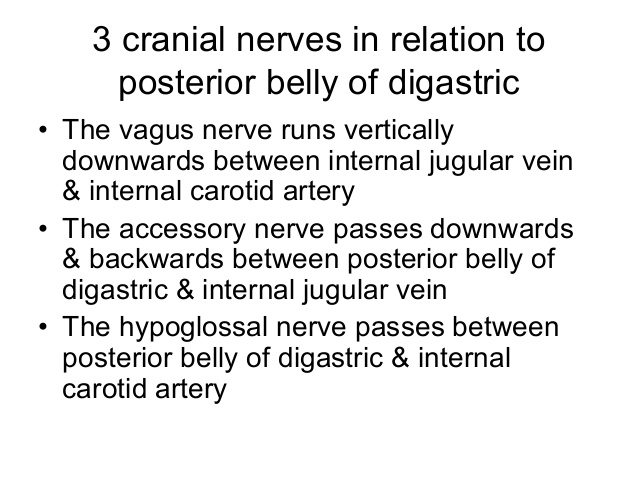 3 cranial nerves in relation to
posterior belly of digastric
• The vagus nerve runs vertically
downwards between internal jugular vein
& internal carotid artery
• The accessory nerve passes downwards
& backwards between posterior belly of
digastric & internal jugular vein
• The hypoglossal nerve passes between
posterior belly of digastric & internal
carotid artery